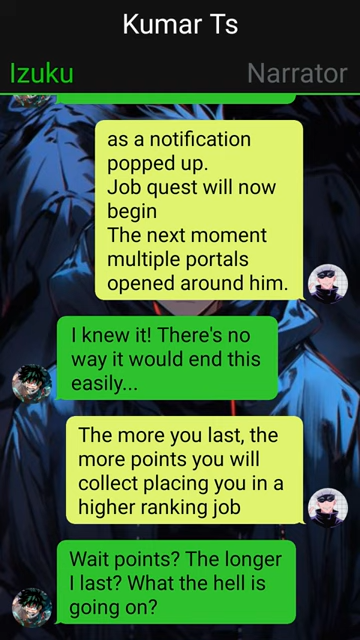 Kumar Ts
Izuku
Narrator
as a notification
popped up.
Job quest will now
begin
The next moment
multiple portals
opened around him.
I knew it! There's no
way it would end this
easily...
The more you last, the
more points you will
collect placing you in a
higher ranking job
Wait points? The longer
I last? What the hell is
going on?